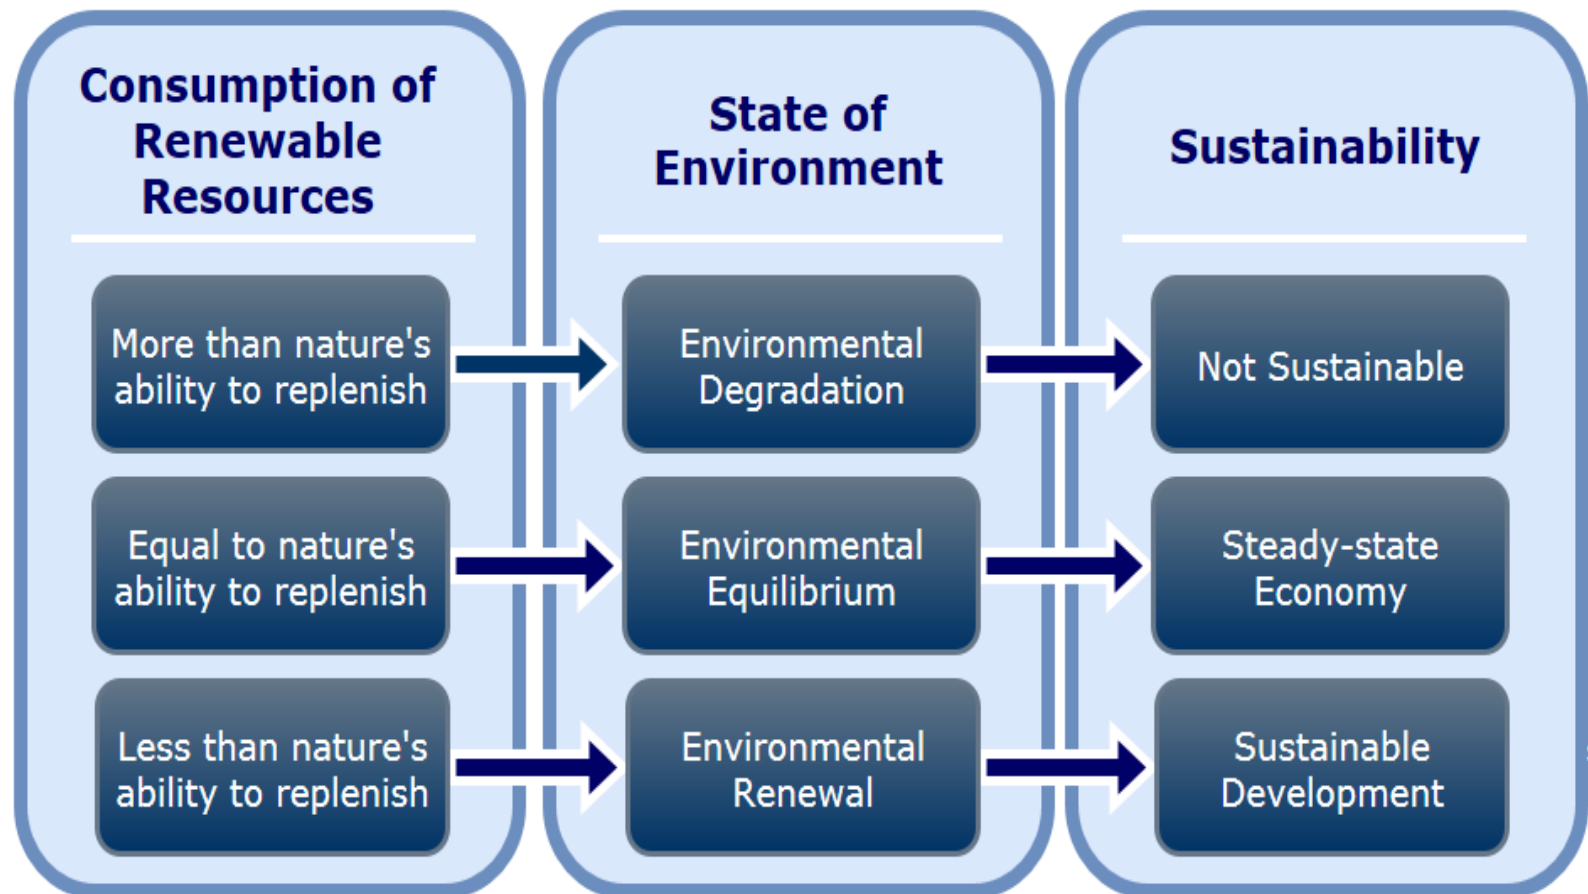 Consumption of
Renewable
Resources
State of
Environment
Sustainability
More than nature's
ability to replenish
Environmental
Degradation
Not Sustainable
Equal to nature's
ability to replenish
Environmental
Equilibrium
Steady-state
Economy
Less than nature's
ability to replenish
Environmental
Renewal
Sustainable
Development